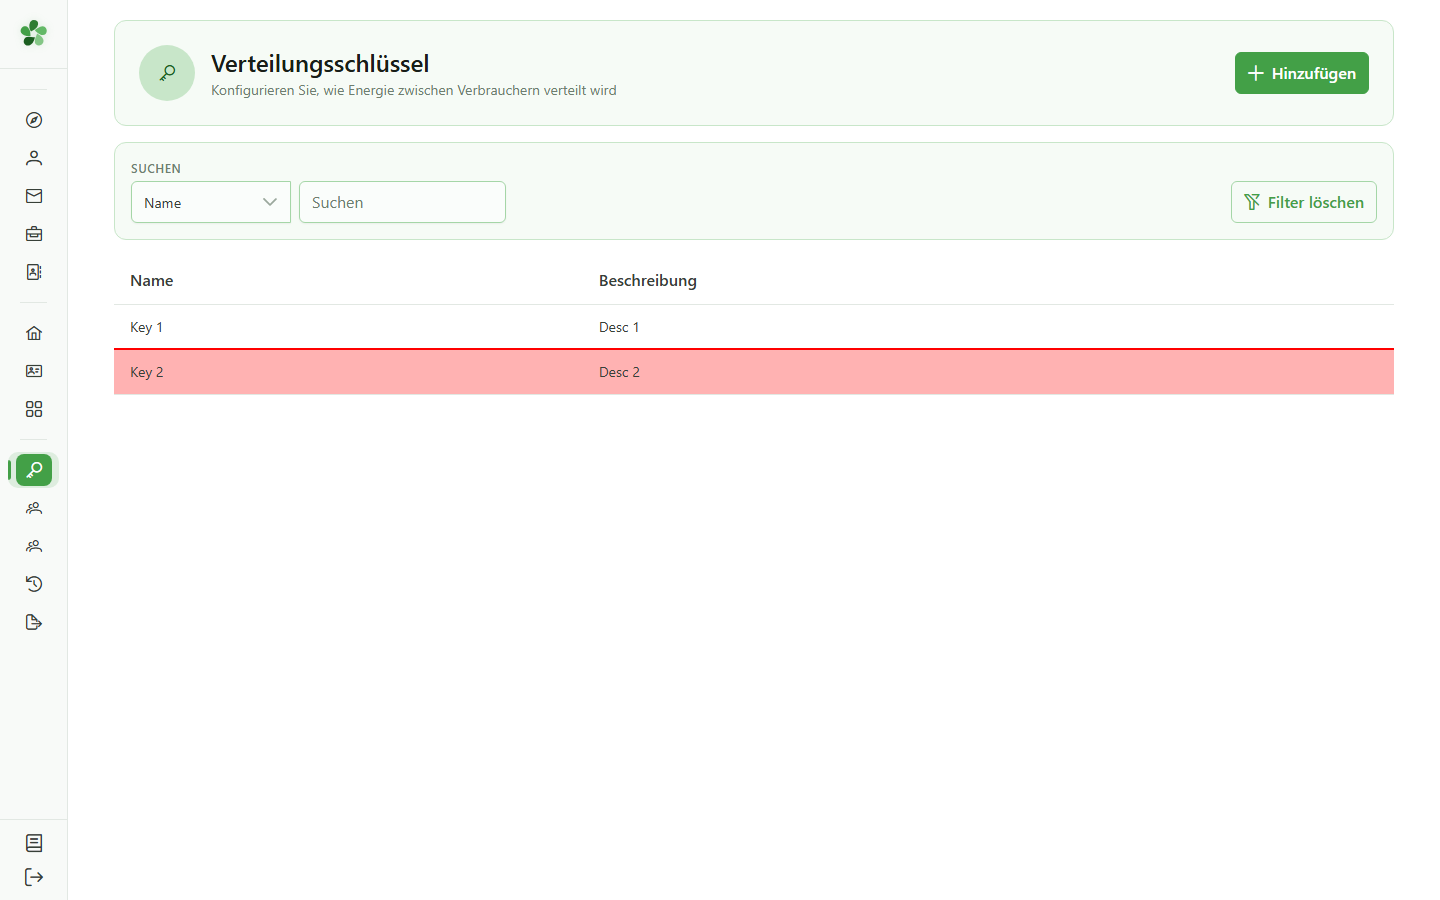 Verteilungsschlüssel
Konfigurieren Sie, wie Energie zwischen Verbrauchern verteilt wird
Hinzufügen
SUCHEN
Name
Suchen
Filter löschen
Name Beschreibung
Key 1 Desc 1
Key 2 Desc 2